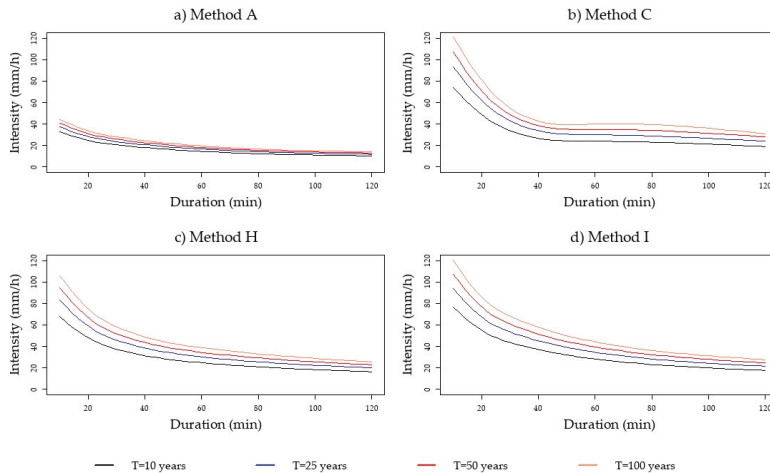 a) Method A
b) Method C
Intensity (mm/h)
120
100
80
60
40
20
0
20 40 60 80 100 120
Duration (min)
Intensity (mm/h)
120
100
80
60
40
20
0
20 40 60 80 100 120
Duration (min)
c) Method H
d) Method I
Intensity (mm/h)
120
100
80
60
40
20
0
20 40 60 80 100 120
Duration (min)
Intensity (mm/h)
120
100
80
60
40
20
0
20 40 60 80 100 120
Duration (min)
T=10 years T=25 years T=50 years T=100 years